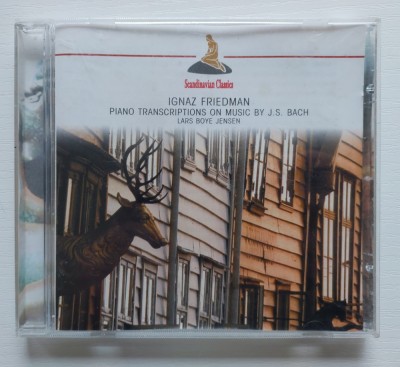 Scandinavian Classics
IGNAZ FRIEDMAN
PIANO TRANSCRIPTIONS ON MUSIC BY J.S. BACH
LARS BOYE JENSEN